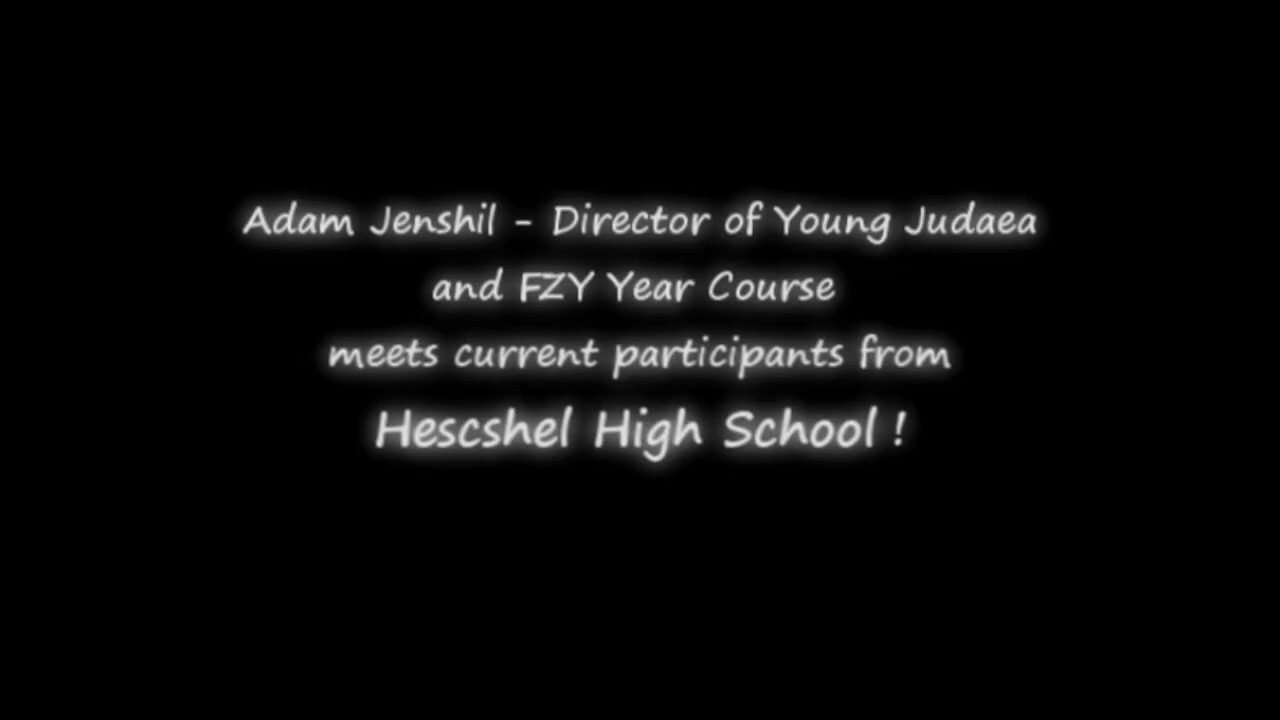 Adam Jenshil - Director of Young Judaea
and FZY Year Course
meets current participants from
Hescshel High School !